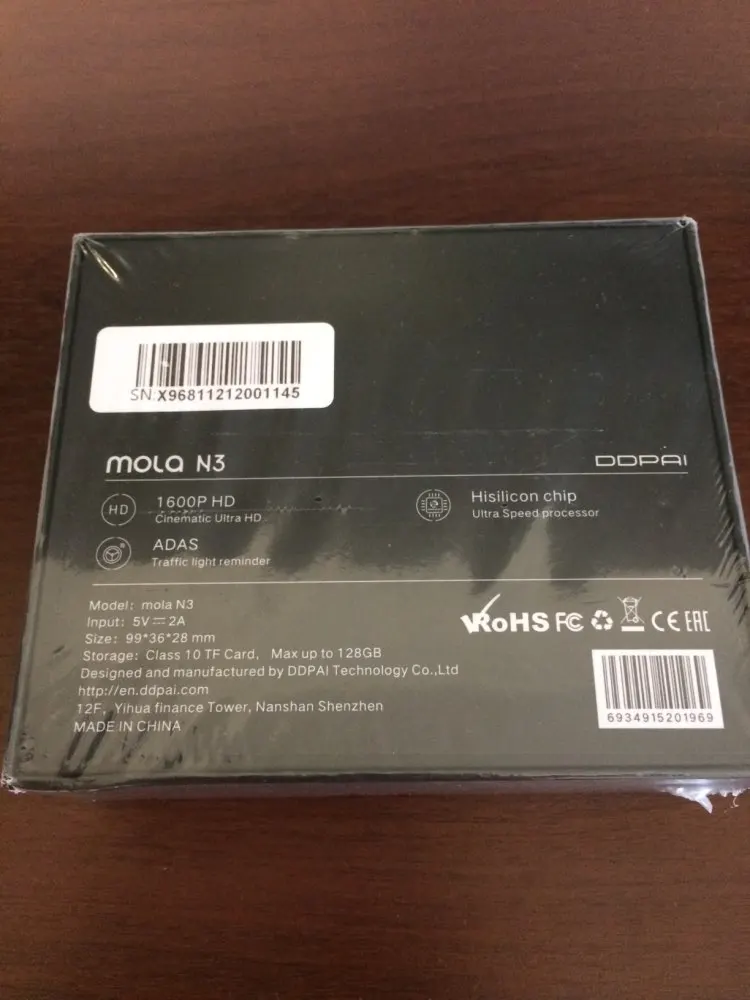 SN:X96811212001145
mola N3
DDPAI
HD
1600P HD
Cinematic Ultra HD
Hisilicon chip
Ultra Speed processor
ADAS
Traffic light reminder
Model: mola N3
Input: 5V⎓2A
Size: 99*36*28 mm
Storage: Class 10 TF Card, Max up to 128GB
Designed and manufactured by DDPAI Technology Co.,Ltd
http://en.ddpai.com
12F, Yihua finance Tower, Nanshan Shenzhen
MADE IN CHINA
RoHS FC CE EAC
6934915201969